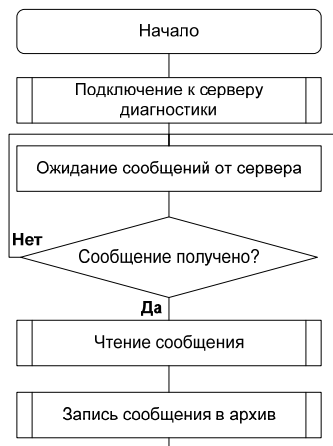 Начало
Подключение к серверу
диагностики
Ожидание сообщений от сервера
Нет
Сообщение получено?
Да
Чтение сообщения
Запись сообщения в архив